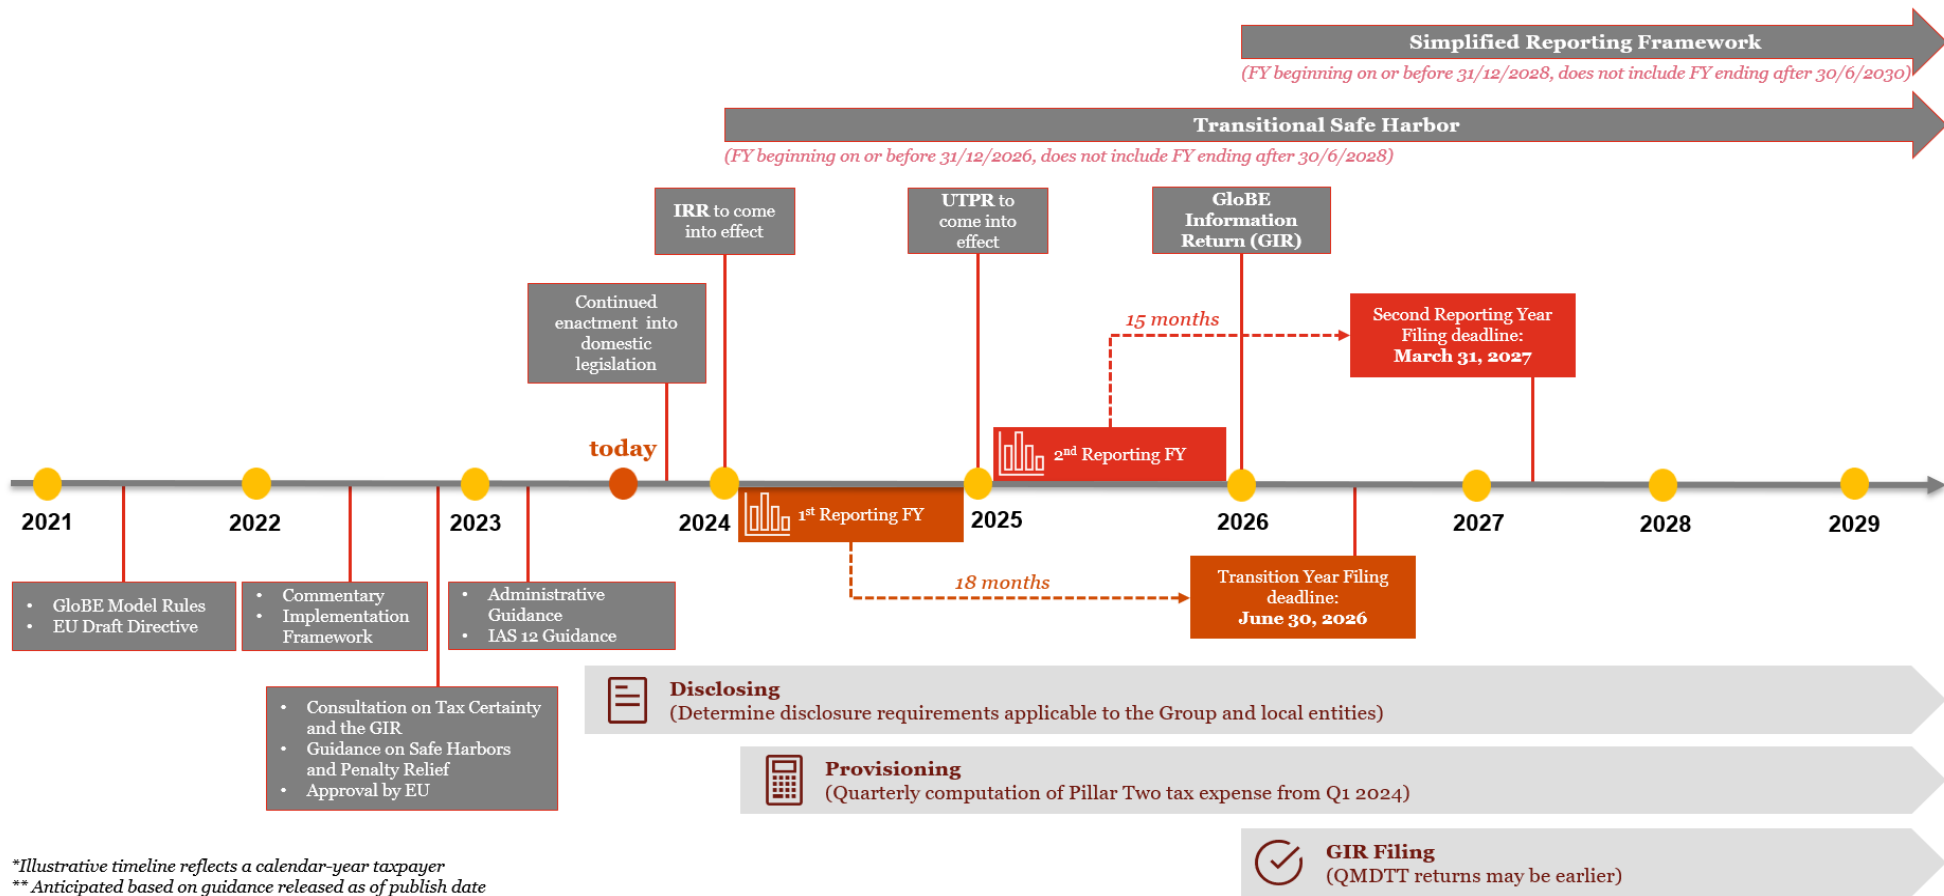 Simplified Reporting Framework
(FY beginning on or before 31/12/2028, does not include FY ending after 30/6/2030)
Transitional Safe Harbor
(FY beginning on or before 31/12/2026, does not include FY ending after 30/6/2028)
IRR to come
into effect
UTPR to
come into
effect
GloBE
Information
Return (GIR)
Continued
enactment into
domestic
legislation
15 months
Second Reporting Year
Filing deadline:
March 31, 2027
today
2nd Reporting FY
1st Reporting FY
2021
2022
2023
2024
2025
2026
2027
2028
2029
18 months
Transition Year Filing
deadline:
June 30, 2026
• GloBE Model Rules
• EU Draft Directive
• Commentary
• Implementation
Framework
• Administrative
Guidance
• IAS 12 Guidance
• Consultation on Tax Certainty
and the GIR
• Guidance on Safe Harbors
and Penalty Relief
• Approval by EU
Disclosing
(Determine disclosure requirements applicable to the Group and local entities)
Provisioning
(Quarterly computation of Pillar Two tax expense from Q1 2024)
GIR Filing
(QMDTT returns may be earlier)
*Illustrative timeline reflects a calendar-year taxpayer
** Anticipated based on guidance released as of publish date